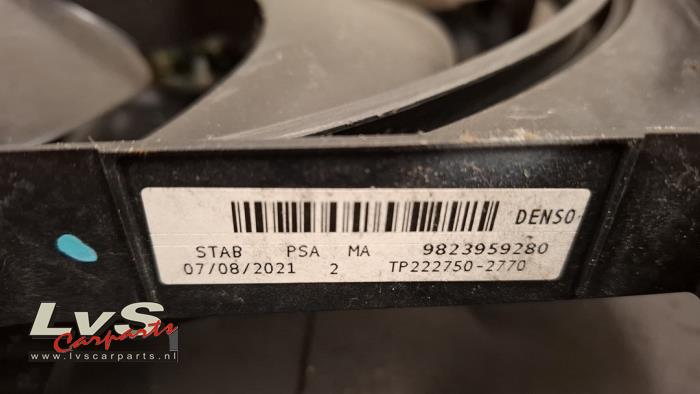 DENSO
STAB PSA MA 9823959280
07/08/2021 2 TP222750-2770
LvS
Carparts
www.lvscarparts.nl